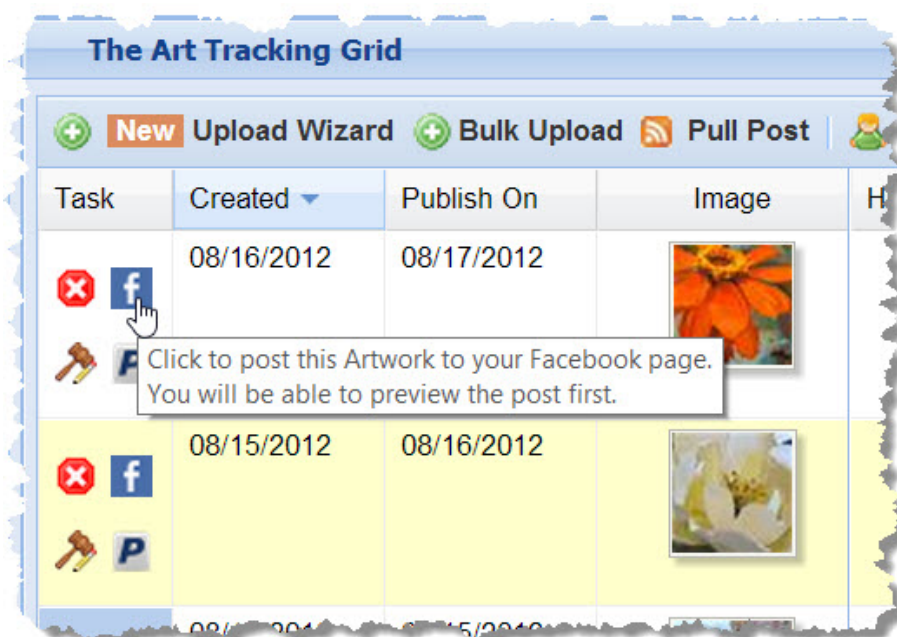 The Art Tracking Grid
New Upload Wizard Bulk Upload Pull Post
Task Created Publish On Image H
08/16/2012 08/17/2012
f
P
Click to post this Artwork to your Facebook page.
You will be able to preview the post first.
08/15/2012 08/16/2012
f
P